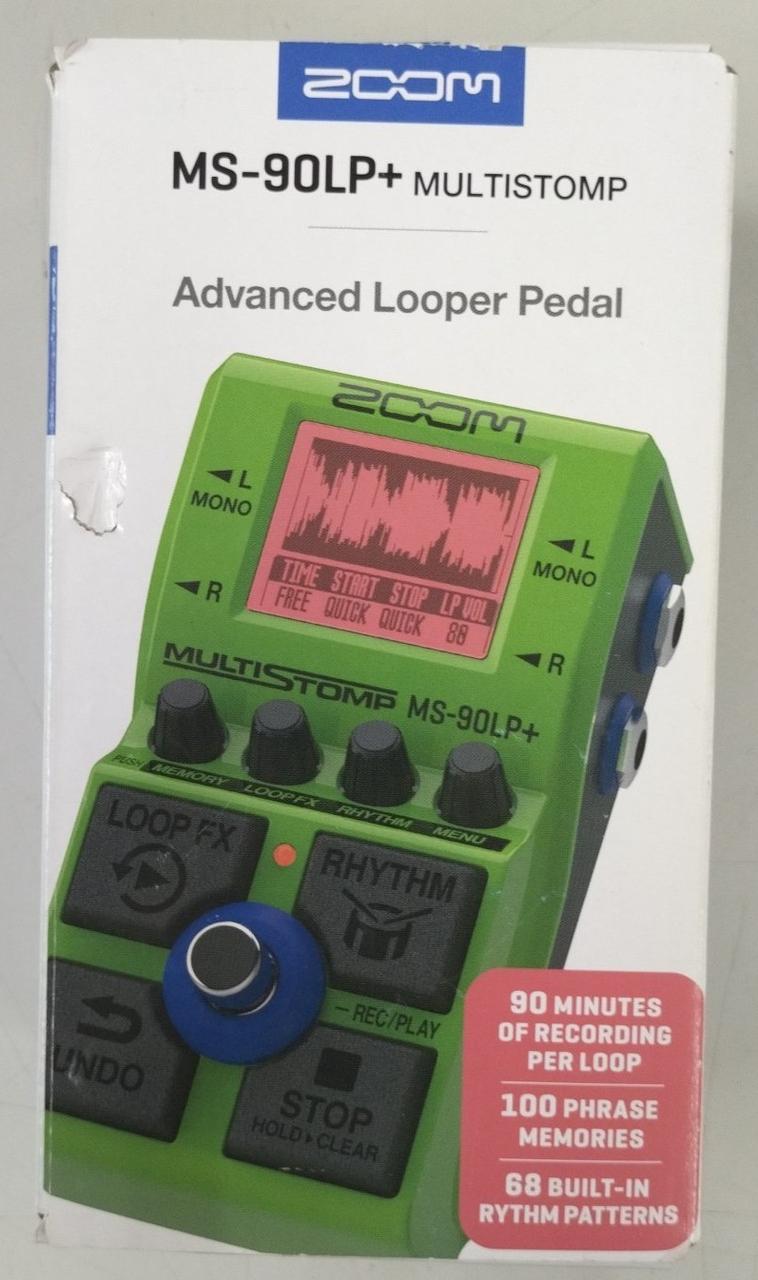 ZOOM
MS-90LP+ MULTISTOMP
Advanced Looper Pedal
ZOOM
L
MONO
R
L
MONO
R
TIME START STOP LP VOL
FREE QUICK QUICK 80
MULTISTOMP MS-90LP+
PUSH MEMORY LOOP FX RHYTHM MENU
LOOP FX
RHYTHM
UNDO
– REC/PLAY
STOP
HOLD▶CLEAR
90 MINUTES
OF RECORDING
PER LOOP
100 PHRASE
MEMORIES
68 BUILT-IN
RYTHM PATTERNS